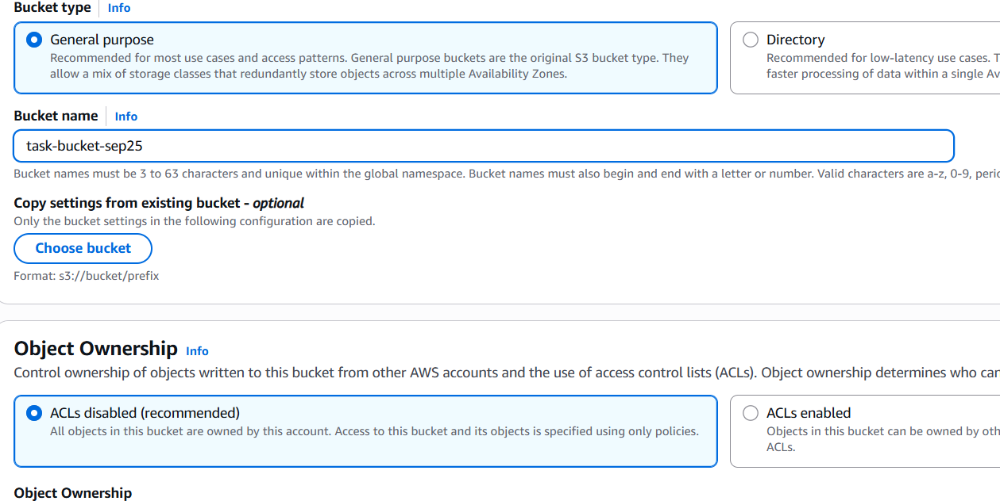 Bucket type Info
General purpose
Recommended for most use cases and access patterns. General purpose buckets are the original S3 bucket type. They
allow a mix of storage classes that redundantly store objects across multiple Availability Zones.
Directory
Recommended for low-latency use cases. T
faster processing of data within a single Av
Bucket name Info
task-bucket-sep25
Bucket names must be 3 to 63 characters and unique within the global namespace. Bucket names must also begin and end with a letter or number. Valid characters are a-z, 0-9, perio
Copy settings from existing bucket - optional
Only the bucket settings in the following configuration are copied.
Choose bucket
Format: s3://bucket/prefix
Object Ownership Info
Control ownership of objects written to this bucket from other AWS accounts and the use of access control lists (ACLs). Object ownership determines who can
ACLs disabled (recommended)
All objects in this bucket are owned by this account. Access to this bucket and its objects is specified using only policies.
ACLs enabled
Objects in this bucket can be owned by oth
ACLs.
Object Ownership